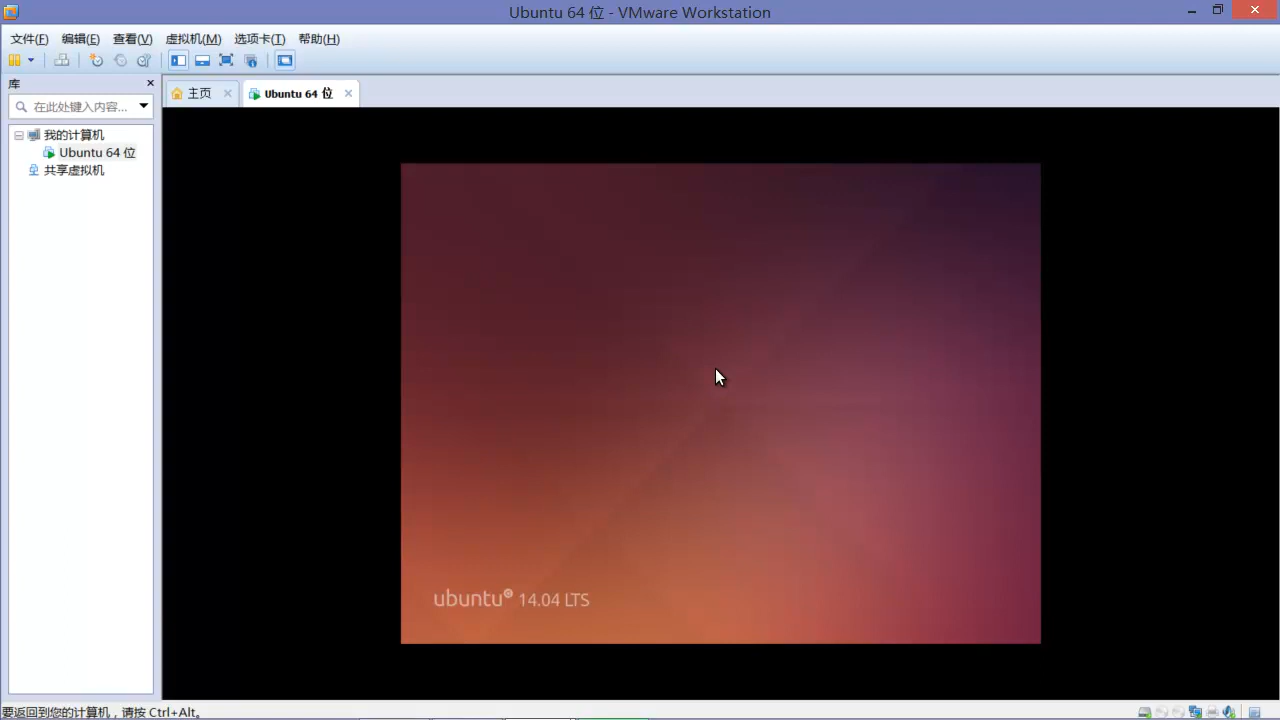 Ubuntu 64 位 - VMware Workstation
文件(F) 编辑(E) 查看(V) 虚拟机(M) 选项卡(T) 帮助(H)
库
主页
Ubuntu 64 位
在此处键入内容...
我的计算机
Ubuntu 64 位
共享虚拟机
ubuntu® 14.04 LTS
要返回到您的计算机，请按 Ctrl+Alt。